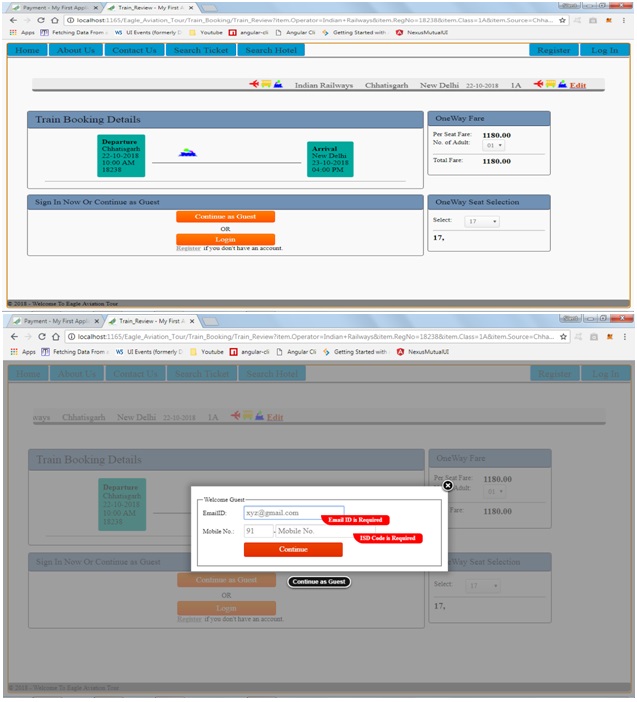 Payment - My First Appli
Train_Review - My First A
localhost:1165/Eagle_Aviation_Tour/Train_Booking/Train_Review?item.Operator=Indian+Railways&item.RegNo=18238&item.Class=1A&item.Source=Chha...
Apps Fetching Data From UI Events (formerly D Youtube angular-cli Angular Cli Getting Started with NexusMutualUI
Home About Us Contact Us Search Ticket Search Hotel Register Log In
Indian Railways Chhatisgarh New Delhi 22-10-2018 1A Edit
Train Booking Details
Departure
Chhatisgarh
22-10-2018
10:00 AM
18238
Arrival
New Delhi
23-10-2018
04:00 PM
OneWay Fare
Per Seat Fare: 1180.00
No. of Adult: 01
Total Fare: 1180.00
Sign In Now Or Continue as Guest
Continue as Guest
OR
Login
Register if you don't have an account.
OneWay Seat Selection
Select: 17
17,
© 2018 - Welcome To Eagle Aviation Tour
Payment - My First Appli
Train_Review - My First A
localhost:1165/Eagle_Aviation_Tour/Train_Booking/Train_Review?item.Operator=Indian+Railways&item.RegNo=18238&item.Class=1A&item.Source=Chha...
Apps Fetching Data From UI Events (formerly D Youtube angular-cli Angular Cli Getting Started with NexusMutualUI
Home About Us Contact Us Search Ticket Search Hotel Register Log In
ways Chhatisgarh New Delhi 22-10-2018 1A Edit
Train Booking Details
Departure
Chhatisgarh
22-10-2018
10:00 AM
18238
OneWay Fare
Per Seat Fare: 1180.00
Adult: 01
Fare: 1180.00
Welcome Guest
EmailID: xyz@gmail.com
Email ID is Required
Mobile No.: 91 - Mobile No.
ISD Code is Required
Continue
Continue as Guest
Sign In Now Or Continue as Guest
Continue as Guest
OR
Login
Register if you don't have an account.
OneWay Seat Selection
Select: 17
17,
© 2018 - Welcome To Eagle Aviation Tour